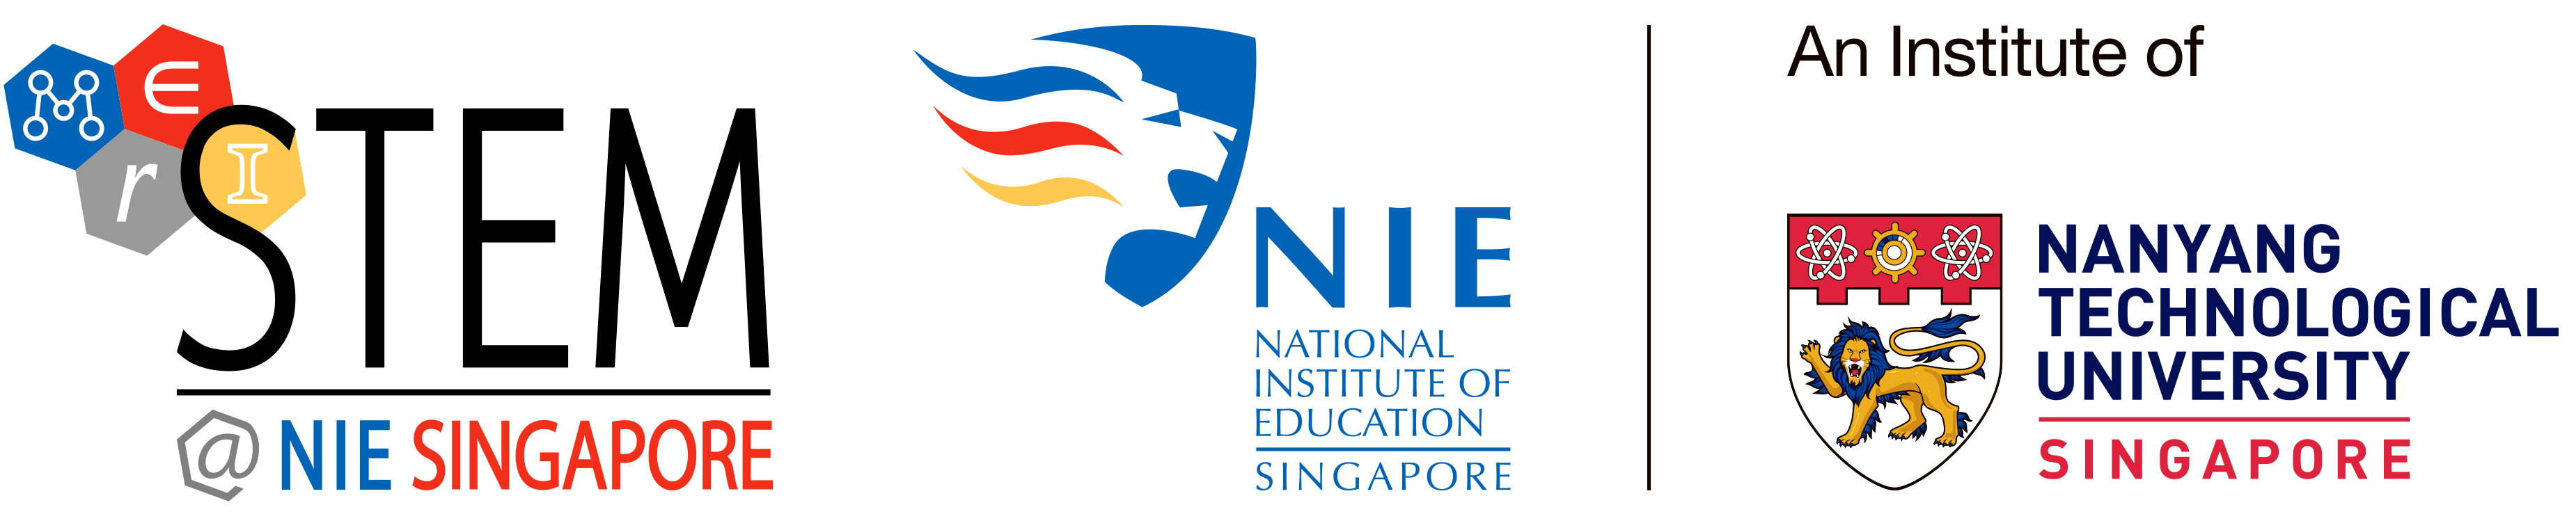 M E
r I
STEM
@ NIE SINGAPORE
NIE
NATIONAL
INSTITUTE OF
EDUCATION
SINGAPORE
An Institute of
NANYANG
TECHNOLOGICAL
UNIVERSITY
SINGAPORE